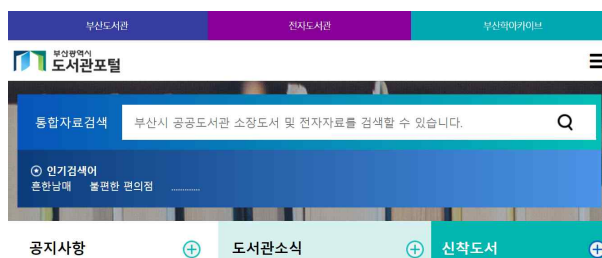 부산도서관 전자도서관 부산학아카이브
부산광역시
도서관포털
통합자료검색 부산시 공공도서관 소장도서 및 전자자료를 검색할 수 있습니다.
인기검색어
흔한남매 불편한 편의점 ............
공지사항 도서관소식 신착도서